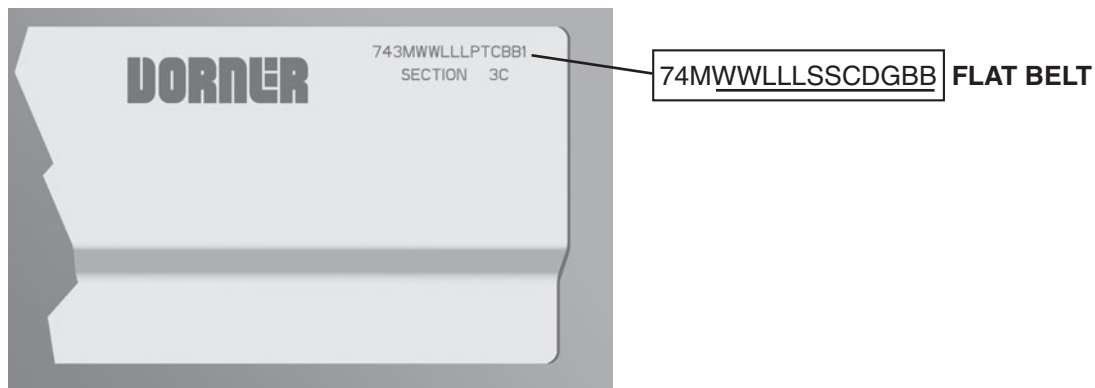 DORNER
743MWWLLLPTCBB1
SECTION 3C
74MWWLLLSSCDGBB FLAT BELT